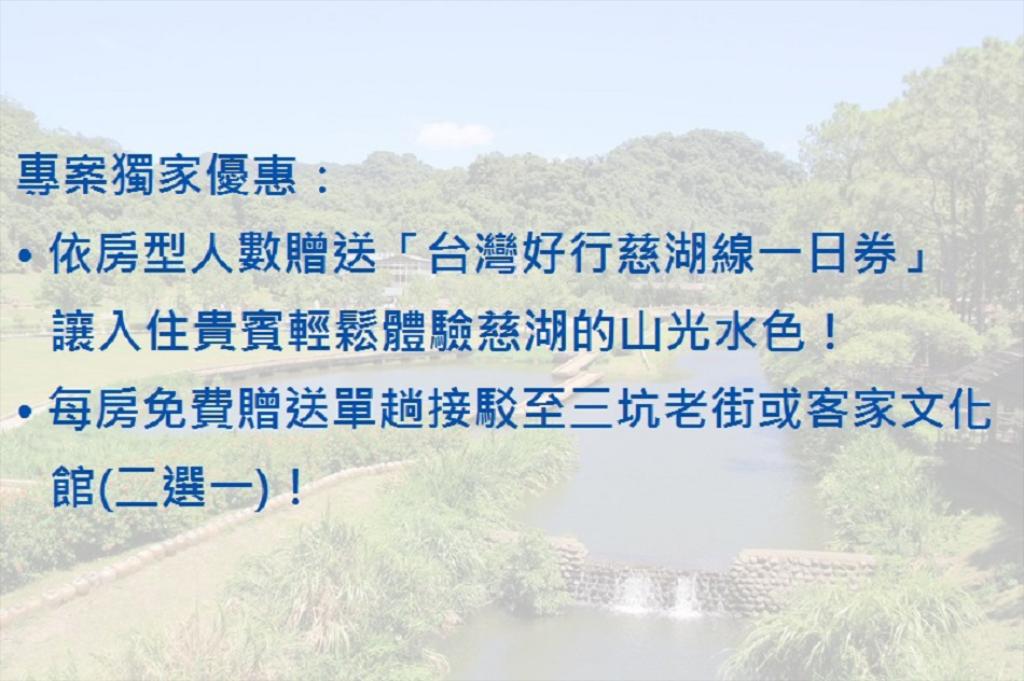 專案獨家優惠：
• 依房型人數贈送「台灣好行慈湖線一日券」
讓入住貴賓輕鬆體驗慈湖的山光水色！
• 每房免費贈送單趟接駁至三坑老街或客家文化
館(二選一)！